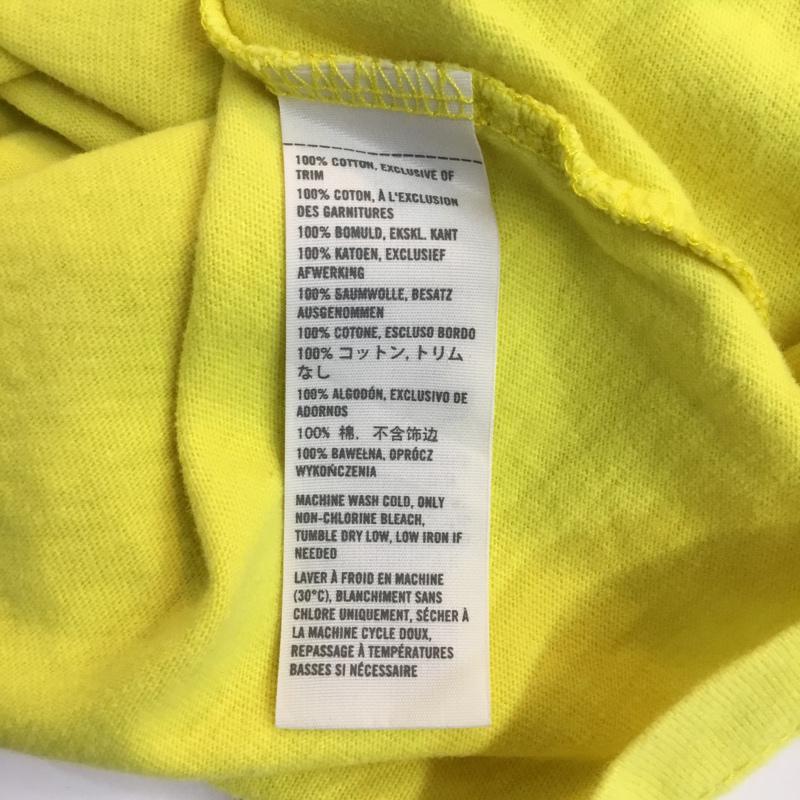 100% COTTON, EXCLUSIVE OF
TRIM
100% COTON, À L'EXCLUSION
DES GARNITURES
100% BOMULD, EKSKL. KANT
100% KATOEN, EXCLUSIEF
AFWERKING
100% BAUMWOLLE, BESATZ
AUSGENOMMEN
100% COTONE, ESCLUSO BORDO
100% コットン, トリム
なし
100% ALGODÓN, EXCLUSIVO DE
ADORNOS
100% 棉，不含饰边
100% BAWEŁNA, OPRÓCZ
WYKOŃCZENIA
MACHINE WASH COLD, ONLY
NON-CHLORINE BLEACH,
TUMBLE DRY LOW, LOW IRON IF
NEEDED
LAVER À FROID EN MACHINE
(30°C), BLANCHIMENT SANS
CHLORE UNIQUEMENT, SÉCHER À
LA MACHINE CYCLE DOUX,
REPASSAGE À TEMPÉRATURES
BASSES SI NÉCESSAIRE